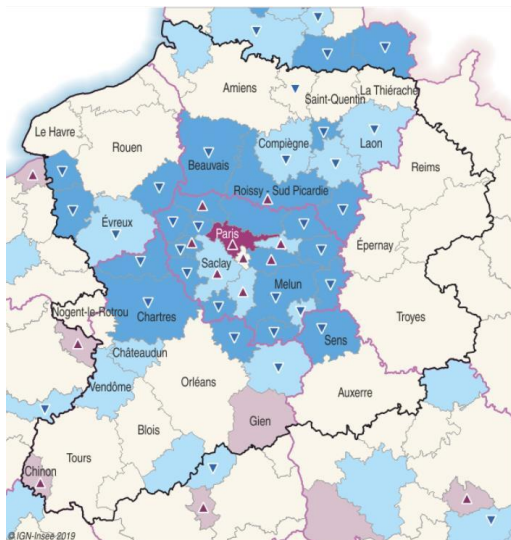 Amiens
La Thiérache
Saint-Quentin
Le Havre
Rouen
Compiègne
Laon
Beauvais
Reims
Roissy - Sud Picardie
Évreux
Paris
Épernay
Saclay
Nogent-le-Rotrou
Chartres
Melun
Troyes
Sens
Châteaudun
Vendôme
Orléans
Auxerre
Blois
Gien
Tours
Chinon
© IGN-Insee 2019